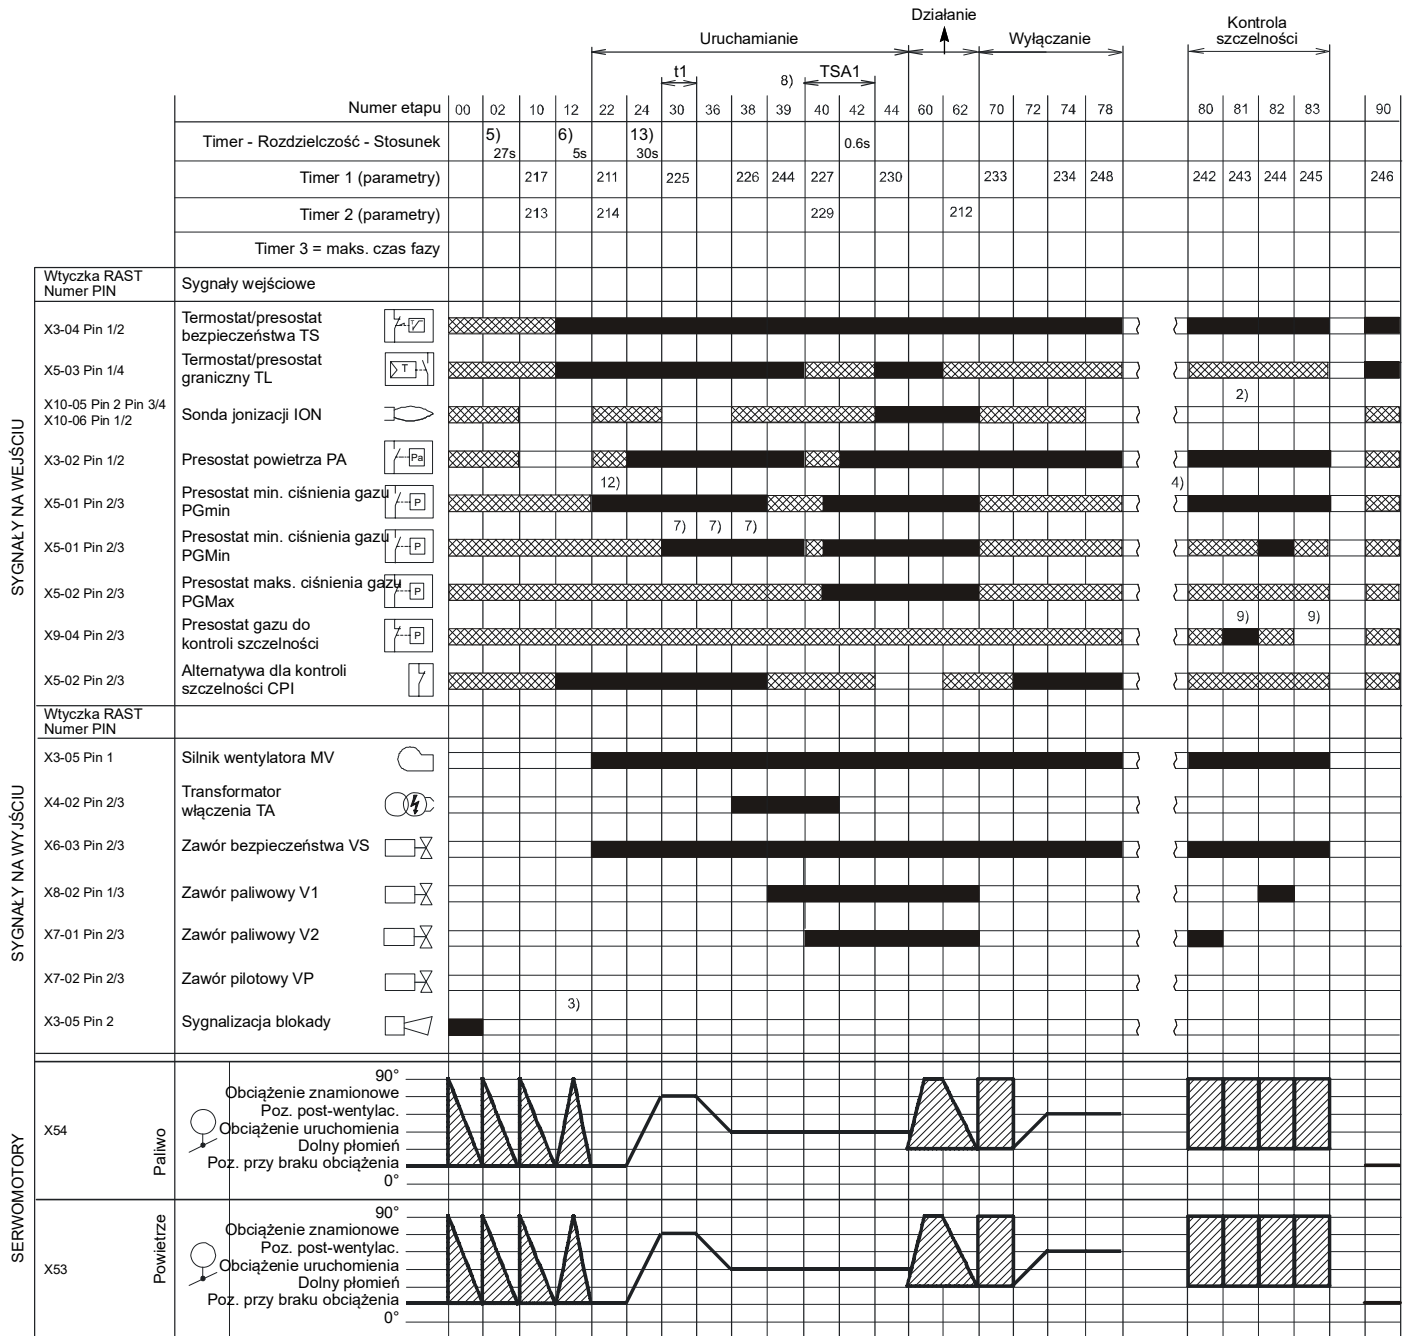 Działanie
Uruchamianie
Wyłączanie
Kontrola
szczelności
t1
8)
TSA1
Numer etapu 00 02 10 12 22 24 30 36 38 39 40 42 44 60 62 70 72 74 78 80 81 82 83 90
Timer - Rozdzielczość - Stosunek 5) 27s 6) 5s 13) 30s 0.6s
Timer 1 (parametry) 217 211 225 226 244 227 230 233 234 248 242 243 244 245 246
Timer 2 (parametry) 213 214 229 212
Timer 3 = maks. czas fazy
Wtyczka RAST
Numer PIN
Sygnały wejściowe
SYGNAŁY NA WEJŚCIU
X3-04 Pin 1/2
Termostat/presostat
bezpieczeństwa TS
X5-03 Pin 1/4
Termostat/presostat
graniczny TL
T
X10-05 Pin 2 Pin 3/4
X10-06 Pin 1/2
Sonda jonizacji ION
2)
X3-02 Pin 1/2
Presostat powietrza PA
Pa
12)
4)
X5-01 Pin 2/3
Presostat min. ciśnienia gazu
PGmin
P
7) 7) 7)
X5-01 Pin 2/3
Presostat min. ciśnienia gazu
PGMin
P
X5-02 Pin 2/3
Presostat maks. ciśnienia gazu
PGMax
P
9) 9)
X9-04 Pin 2/3
Presostat gazu do
kontroli szczelności
P
X5-02 Pin 2/3
Alternatywa dla kontroli
szczelności CPI
Wtyczka RAST
Numer PIN
SYGNAŁY NA WYJŚCIU
X3-05 Pin 1
Silnik wentylatora MV
X4-02 Pin 2/3
Transformator
włączenia TA
X6-03 Pin 2/3
Zawór bezpieczeństwa VS
X8-02 Pin 1/3
Zawór paliwowy V1
X7-01 Pin 2/3
Zawór paliwowy V2
X7-02 Pin 2/3
Zawór pilotowy VP
3)
X3-05 Pin 2
Sygnalizacja blokady
SERWOMOTORY
X54
Paliwo
90°
Obciążenie znamionowe
Poz. post-wentylac.
Obciążenie uruchomienia
Dolny płomień
Poz. przy braku obciążenia
0°
X53
Powietrze
90°
Obciążenie znamionowe
Poz. post-wentylac.
Obciążenie uruchomienia
Dolny płomień
Poz. przy braku obciążenia
0°